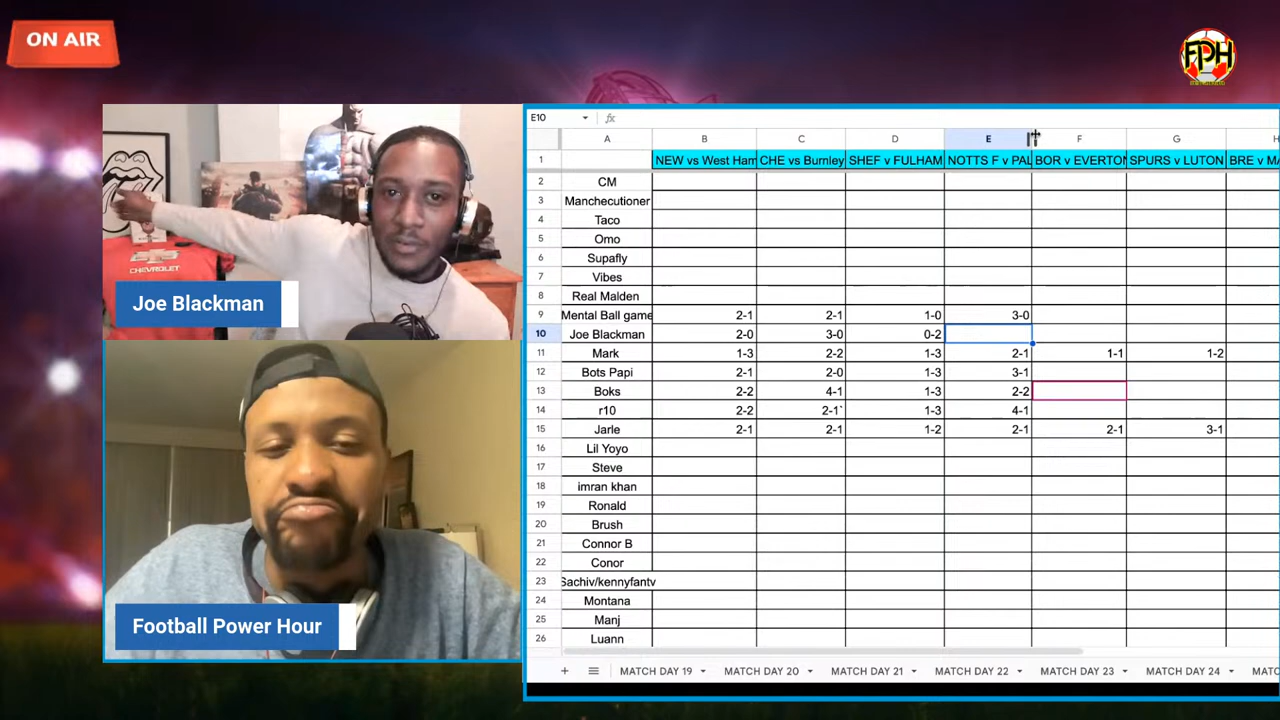 ON AIR
FPH
CHEVROLET
Joe Blackman
Football Power Hour
E10 fx
A B C D E F G H
1 NEW vs West Ham CHE vs Burnley SHEF v FULHAM NOTTS F v PAL BOR v EVERTON SPURS v LUTON BRE v MA
2 CM
3 Manchecutioner
4 Taco
5 Omo
6 Supafly
7 Vibes
8 Real Malden
9 Mental Ball game 2-1 2-1 1-0 3-0
10 Joe Blackman 2-0 3-0 0-2
11 Mark 1-3 2-2 1-3 2-1 1-1 1-2
12 Bots Papi 2-1 2-0 1-3 3-1
13 Boks 2-2 4-1 1-3 2-2
14 r10 2-2 2-1` 1-3 4-1
15 Jarle 2-1 2-1 1-2 2-1 2-1 3-1
16 Lil Yoyo
17 Steve
18 imran khan
19 Ronald
20 Brush
21 Connor B
22 Conor
23 Sachiv/kennyfantv
24 Montana
25 Manj
26 Luann
+ MATCH DAY 19 MATCH DAY 20 MATCH DAY 21 MATCH DAY 22 MATCH DAY 23 MATCH DAY 24 MATC